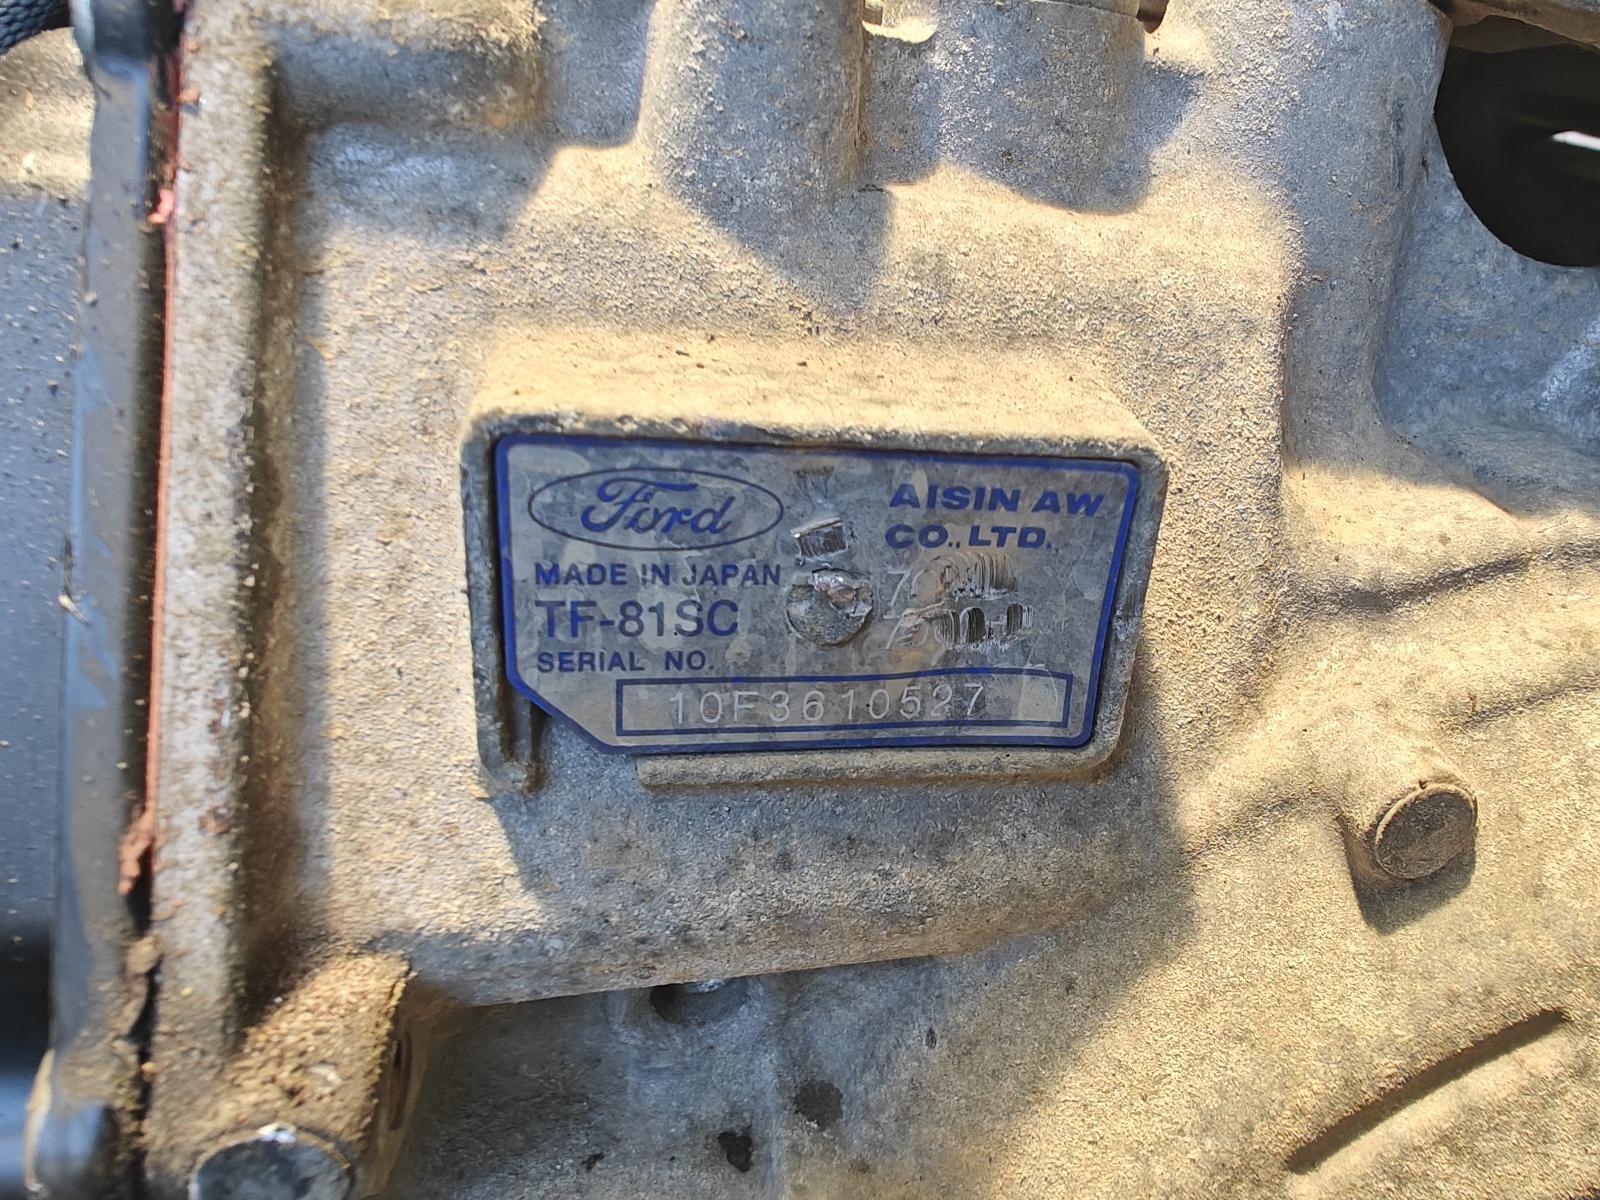 Ford
AISIN AW
CO., LTD.
MADE IN JAPAN
TF-81SC
SERIAL NO.
10F3610527